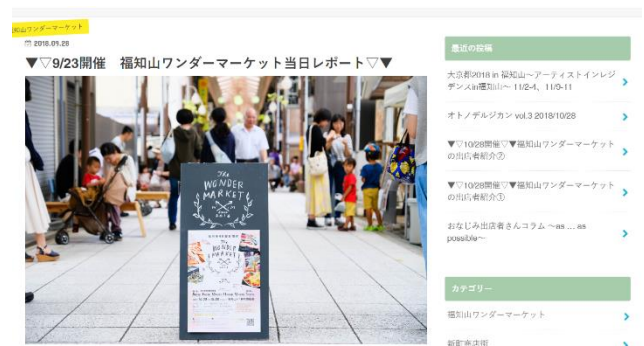 福知山ワンダーマーケット
2018.09.28
▼▽9/23開催 福知山ワンダーマーケット当日レポート▽▼
The
WONDER
MARKET
The
WONDER
MARKET
最近の投稿
大京都2018 in 福知山～アーティストインレジ
デンスin福知山～ 11/2-4、11/9-11
オトノデルジカン vol.3 2018/10/28
▼▽10/28開催▽▼福知山ワンダーマーケット
の出店者紹介②
▼▽10/28開催▽▼福知山ワンダーマーケット
の出店者紹介①
おなじみ出店者さんコラム ～as … as
possible～
カテゴリー
福知山ワンダーマーケット
新町商店街